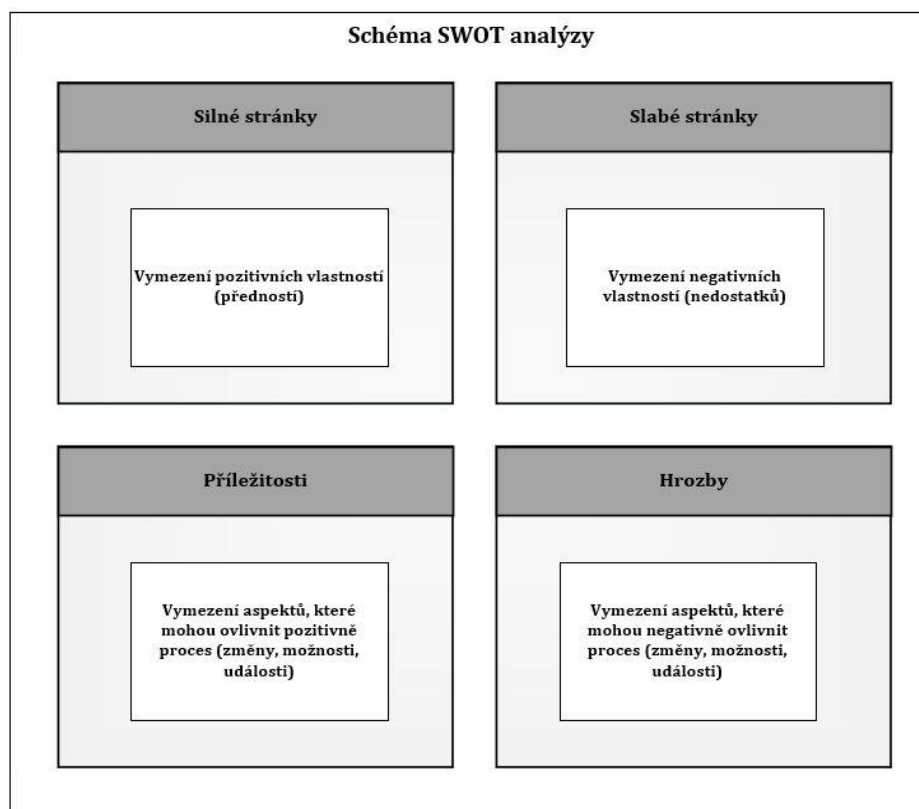 Schéma SWOT analýzy
Silné stránky
Vymezení pozitivních vlastností
(předností)
Slabé stránky
Vymezení negativních
vlastností (nedostatků)
Příležitosti
Vymezení aspektů, které
mohou ovlivnit pozitivně
proces (změny, možnosti,
události)
Hrozby
Vymezení aspektů, které
mohou negativně ovlivnit
proces (změny, možnosti,
události)